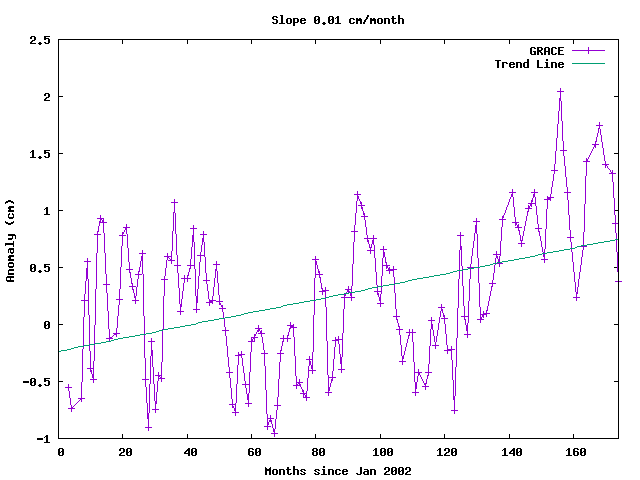 Slope 0.01 cm/month
GRACE
Trend Line
2.5
2
1.5
1
0.5
0
-0.5
-1
Anomaly (cm)
0 20 40 60 80 100 120 140 160
Months since Jan 2002